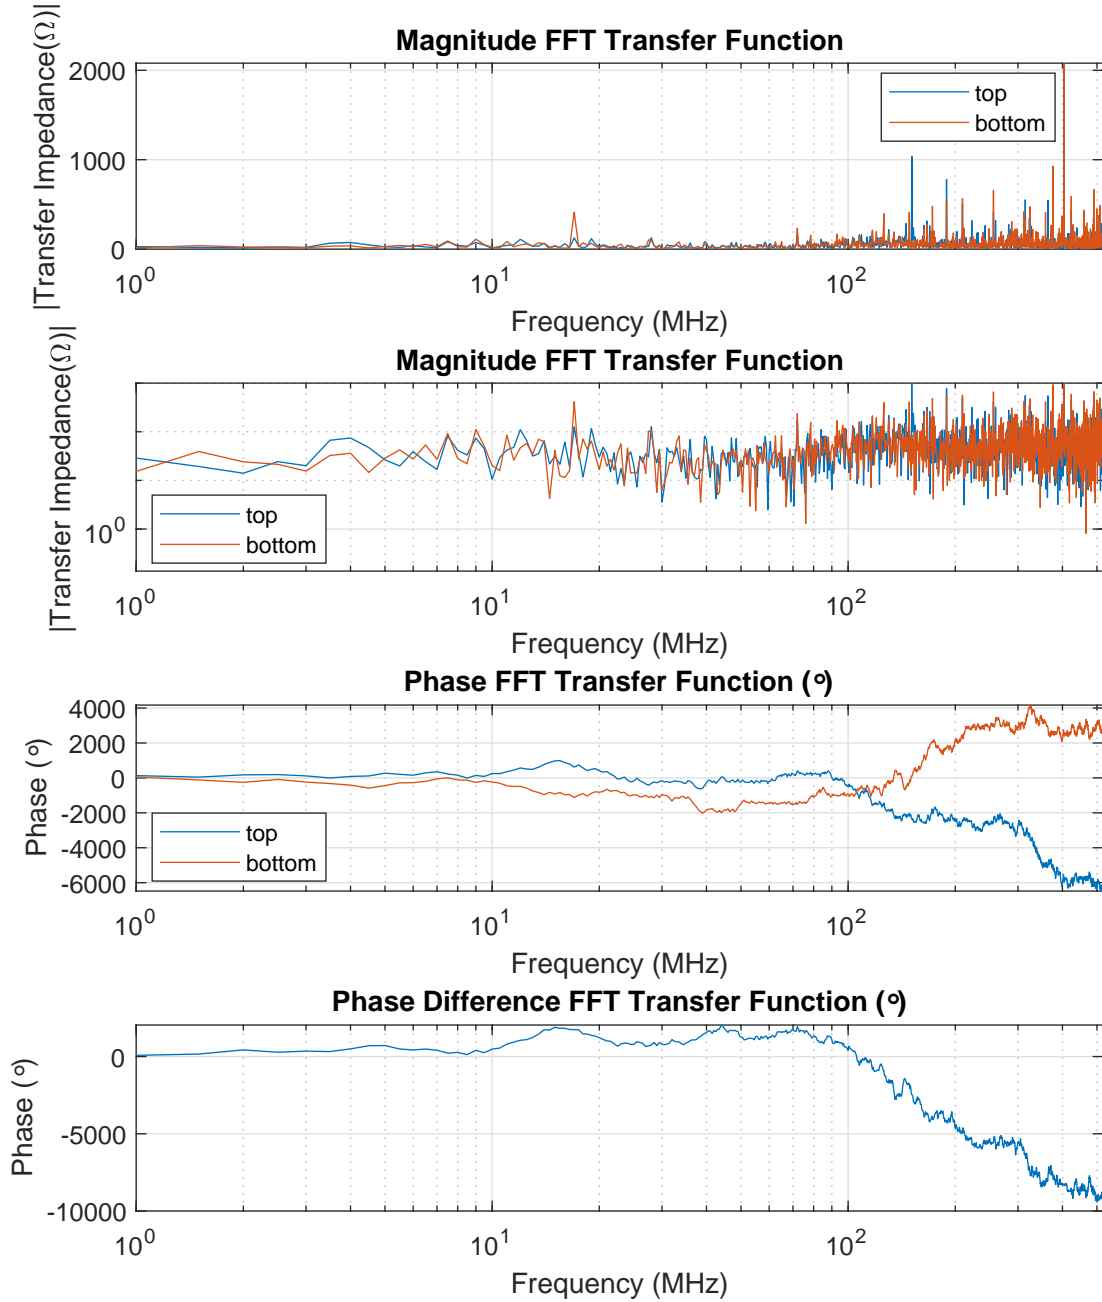 Magnitude FFT Transfer Function
|Transfer Impedance(Ω)|
2000
1000
0
top
bottom
10^0
10^1
10^2
Frequency (MHz)
Magnitude FFT Transfer Function
|Transfer Impedance(Ω)|
10^0
top
bottom
10^0
10^1
10^2
Frequency (MHz)
Phase FFT Transfer Function (°)
Phase (°)
4000
2000
0
-2000
-4000
-6000
top
bottom
10^0
10^1
10^2
Frequency (MHz)
Phase Difference FFT Transfer Function (°)
Phase (°)
0
-5000
-10000
10^0
10^1
10^2
Frequency (MHz)